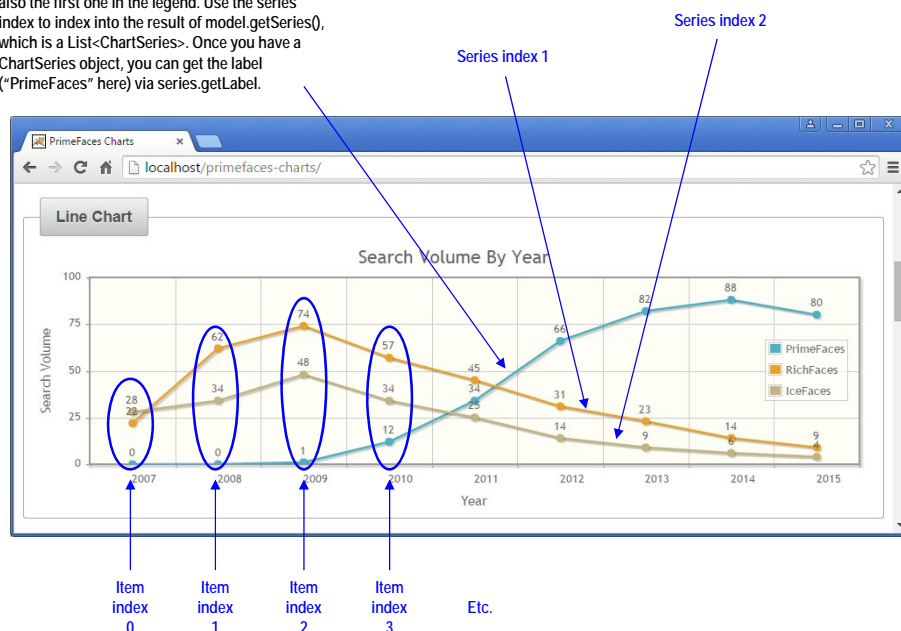 also the first one in the legend. Use the series
index to index into the result of model.getSeries(),
which is a List<ChartSeries>. Once you have a
ChartSeries object, you can get the label
("PrimeFaces" here) via series.getLabel.
Series index 1
Series index 2
PrimeFaces Charts
localhost/primefaces-charts/
Line Chart
Search Volume By Year
Search Volume
100
75
50
25
0
28
22
0
62
34
0
74
48
1
57
34
12
45
34
25
66
31
14
82
23
9
88
14
6
80
9
4
PrimeFaces
RichFaces
IceFaces
2007
2008
2009
2010
2011
2012
2013
2014
2015
Year
Item
index
0
Item
index
1
Item
index
2
Item
index
3
Etc.